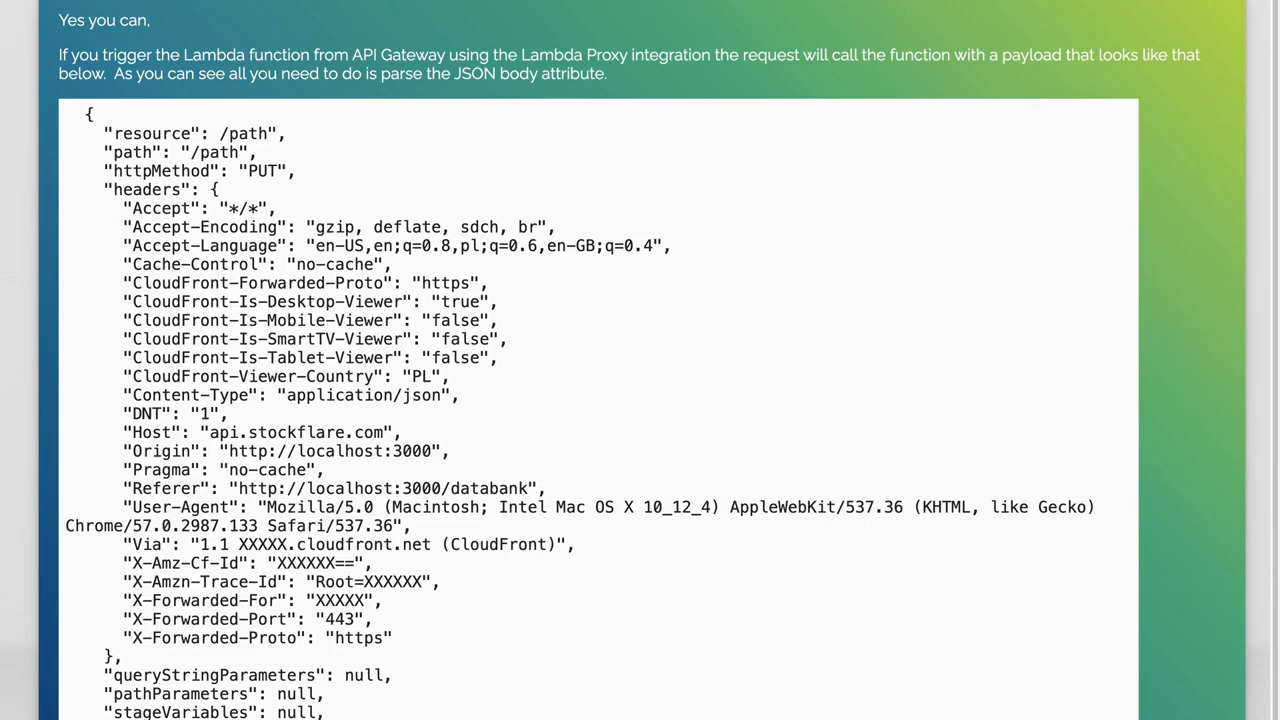 Yes you can,
If you trigger the Lambda function from API Gateway using the Lambda Proxy integration the request will call the function with a payload that looks like that
below.  As you can see all you need to do is parse the JSON body attribute.
{
"resource": /path",
"path": "/path",
"httpMethod": "PUT",
"headers": {
"Accept": "*/*",
"Accept-Encoding": "gzip, deflate, sdch, br",
"Accept-Language": "en-US,en;q=0.8,pl;q=0.6,en-GB;q=0.4",
"Cache-Control": "no-cache",
"CloudFront-Forwarded-Proto": "https",
"CloudFront-Is-Desktop-Viewer": "true",
"CloudFront-Is-Mobile-Viewer": "false",
"CloudFront-Is-SmartTV-Viewer": "false",
"CloudFront-Is-Tablet-Viewer": "false",
"CloudFront-Viewer-Country": "PL",
"Content-Type": "application/json",
"DNT": "1",
"Host": "api.stockflare.com",
"Origin": "http://localhost:3000",
"Pragma": "no-cache",
"Referer": "http://localhost:3000/databank",
"User-Agent": "Mozilla/5.0 (Macintosh; Intel Mac OS X 10_12_4) AppleWebKit/537.36 (KHTML, like Gecko)
Chrome/57.0.2987.133 Safari/537.36",
"Via": "1.1 XXXXX.cloudfront.net (CloudFront)",
"X-Amz-Cf-Id": "XXXXXX==",
"X-Amzn-Trace-Id": "Root=XXXXXX",
"X-Forwarded-For": "XXXXX",
"X-Forwarded-Port": "443",
"X-Forwarded-Proto": "https"
},
"queryStringParameters": null,
"pathParameters": null,
"stageVariables": null,